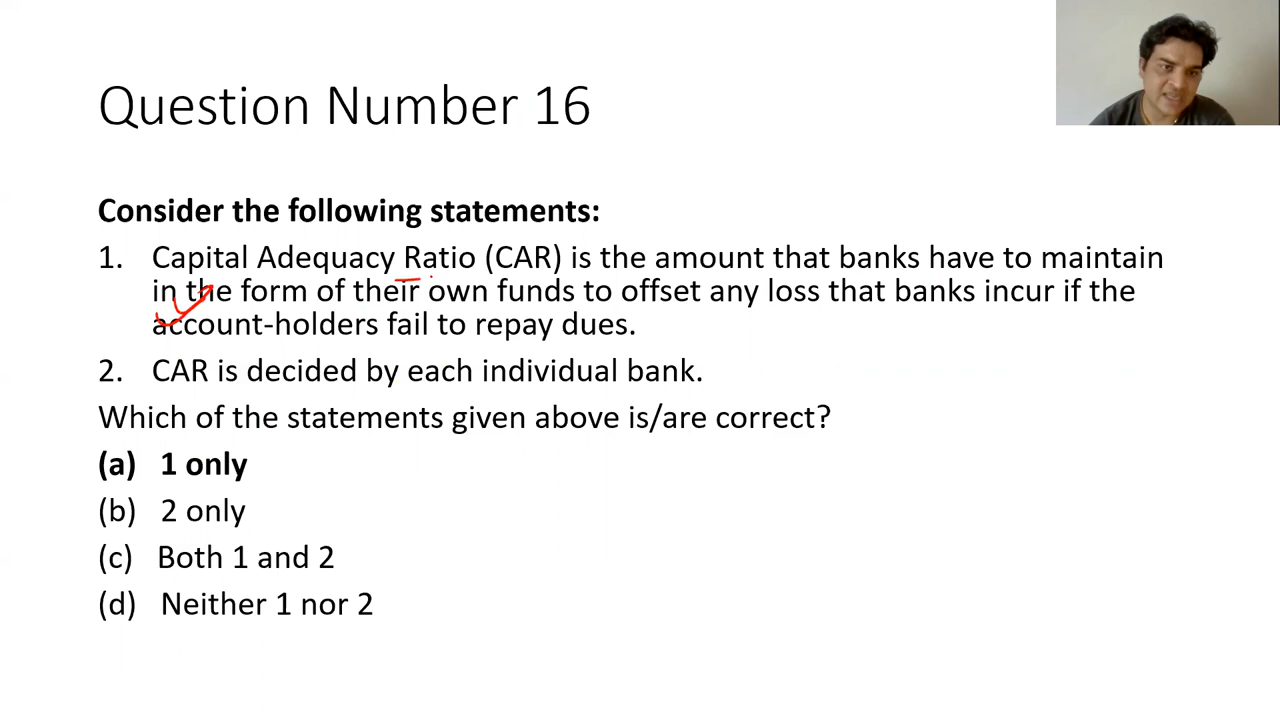 Question Number 16
Consider the following statements:
1. Capital Adequacy Ratio (CAR) is the amount that banks have to maintain
in the form of their own funds to offset any loss that banks incur if the
account-holders fail to repay dues.
2. CAR is decided by each individual bank.
Which of the statements given above is/are correct?
(a) 1 only
(b) 2 only
(c) Both 1 and 2
(d) Neither 1 nor 2